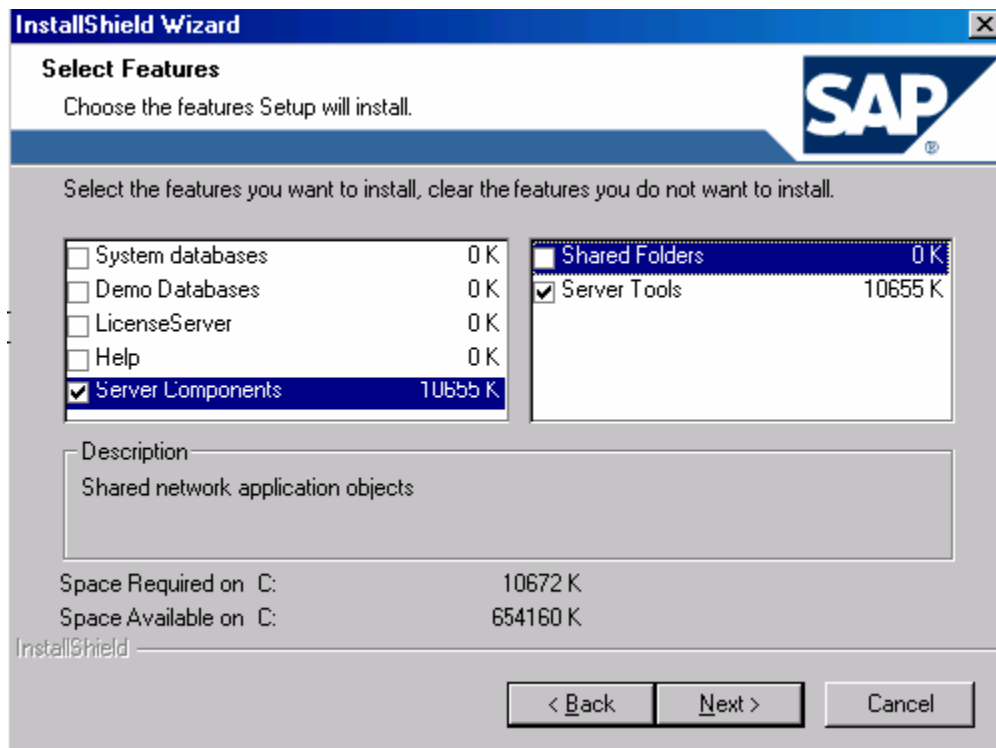 InstallShield Wizard
Select Features
Choose the features Setup will install.
SAP
®
Select the features you want to install, clear the features you do not want to install.
System databases 0 K
Demo Databases 0 K
LicenseServer 0 K
Help 0 K
Server Components 10655 K
Shared Folders 0 K
Server Tools 10655 K
Description
Shared network application objects
Space Required on C: 10672 K
Space Available on C: 654160 K
InstallShield
< Back Next > Cancel